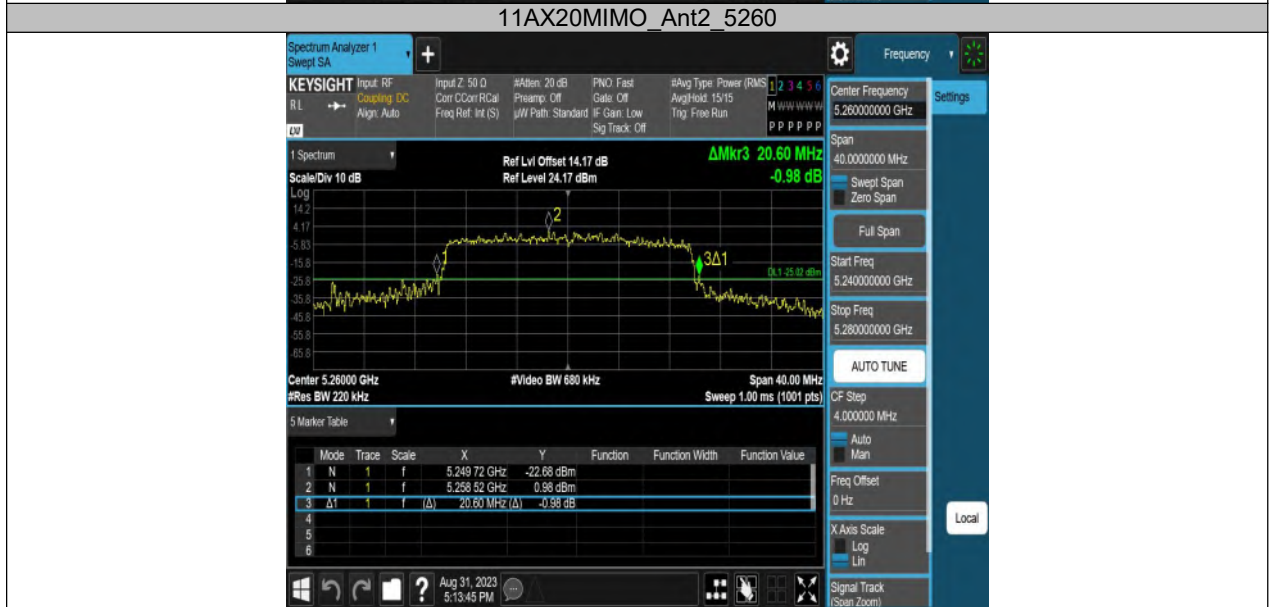 11AX20MIMO_Ant2_5260
Spectrum Analyzer 1
Swept SA
+
Frequency
KEYSIGHT Input: RF Input Z: 50 Ω #Atten: 20 dB PNO: Fast #Avg Type: Power (RMS 1 2 3 4 5 6
RL Coupling: DC Corr CCorr RCal Preamp: Off Gate: Off Avg|Hold: 15/15 M W W W W W
Align: Auto Freq Ref: Int (S) µW Path: Standard IF Gain: Low Trig: Free Run
Sig Track: Off P P P P P P
LXI
Center Frequency
5.260000000 GHz
Settings
Span
40.0000000 MHz
Swept Span
Zero Span
Full Span
Start Freq
5.240000000 GHz
Stop Freq
5.280000000 GHz
AUTO TUNE
CF Step
4.000000 MHz
Auto
Man
Freq Offset
0 Hz
X Axis Scale
Log
Lin
Signal Track
(Span Zoom)
Local
1 Spectrum
Ref Lvl Offset 14.17 dB ΔMkr3 20.60 MHz
Scale/Div 10 dB Ref Level 24.17 dBm -0.98 dB
Log
14.2
4.17
-5.83
-15.8
-25.8
-35.8
-45.8
-55.8
-65.8
2
3Δ1
DL1 -25.02 dBm
Center 5.26000 GHz #Video BW 680 kHz Span 40.00 MHz
#Res BW 220 kHz Sweep 1.00 ms (1001 pts)
5 Marker Table
Mode Trace Scale X Y Function Function Width Function Value
1 N 1 f 5.249 72 GHz -22.68 dBm
2 N 1 f 5.258 52 GHz 0.98 dBm
3 Δ1 1 f (Δ) 20.60 MHz (Δ) -0.98 dB
4
5
6
? Aug 31, 2023
5:13:45 PM